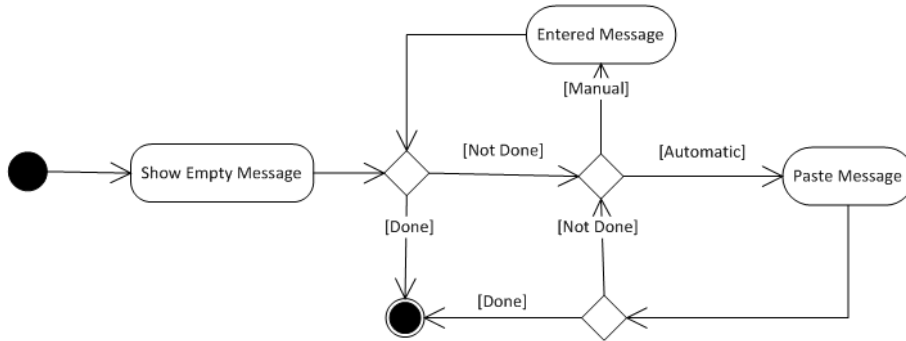 Entered Message
[Manual]
[Not Done]
[Automatic]
Show Empty Message
Paste Message
[Done]
[Not Done]
[Done]